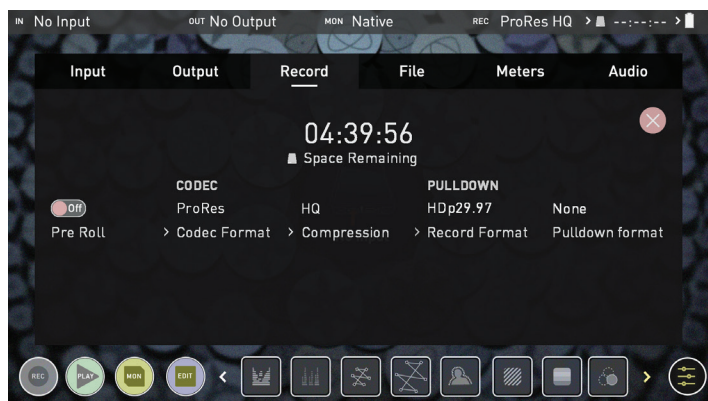 IN No Input OUT No Output MON Native REC ProRes HQ > --:--:-- >
Input Output Record File Meters Audio
04:39:56
Space Remaining
CODEC PULLDOWN
Off ProRes HQ HDp29.97 None
Pre Roll > Codec Format > Compression > Record Format Pulldown format
REC PLAY MON EDIT < >